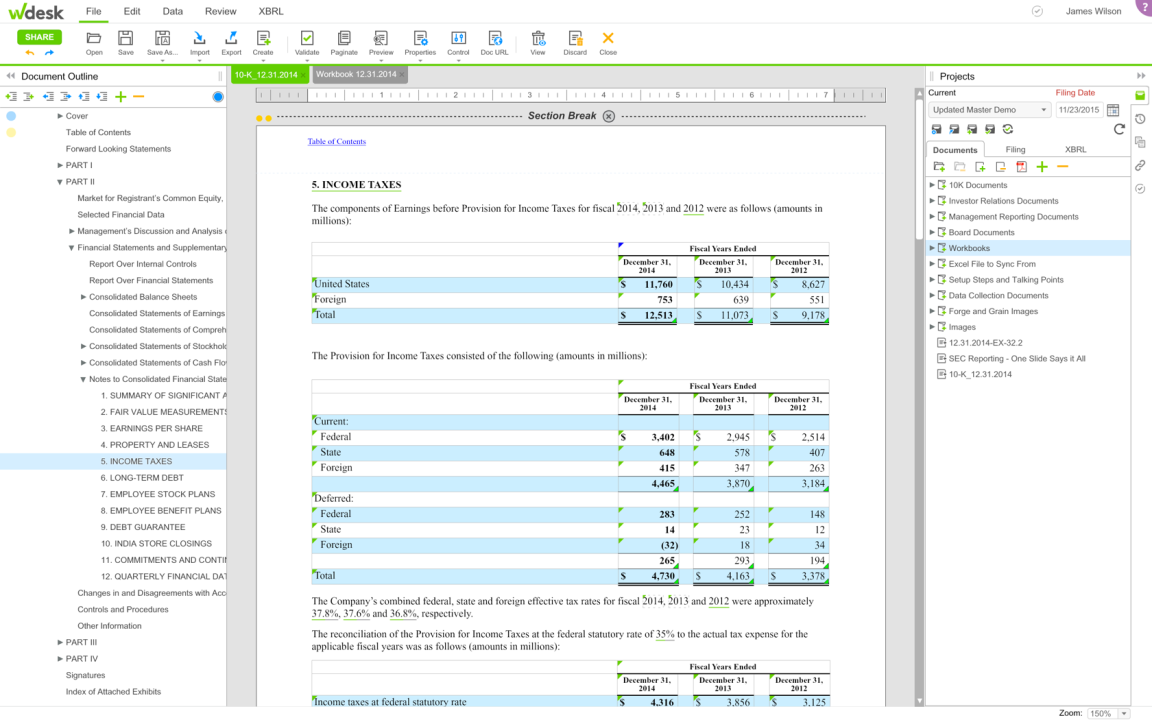 wdesk
File Edit Data Review XBRL
James Wilson
?
SHARE
Open Save Save As... Import Export Create Validate Paginate Preview Properties Control Doc URL View Discard Close
Document Outline
10-K_12.31.2014 ×
Workbook 12.31.2014 ×
Projects
Current
Filing Date
Updated Master Demo
11/23/2015
Documents Filing XBRL
10K Documents
Investor Relations Documents
Management Reporting Documents
Board Documents
Workbooks
Excel File to Sync From
Setup Steps and Talking Points
Data Collection Documents
Forge and Grain Images
Images
12.31.2014-EX-32.2
SEC Reporting - One Slide Says it All
10-K_12.31.2014
Cover
Table of Contents
Forward Looking Statements
PART I
PART II
Market for Registrant's Common Equity,
Selected Financial Data
Management's Discussion and Analysis
Financial Statements and Supplementary
Report Over Internal Controls
Report Over Financial Statements
Consolidated Balance Sheets
Consolidated Statements of Earnings
Consolidated Statements of Compreh
Consolidated Statements of Stockhold
Consolidated Statements of Cash Flo
Notes to Consolidated Financial State
1. SUMMARY OF SIGNIFICANT A
2. FAIR VALUE MEASUREMENTS
3. EARNINGS PER SHARE
4. PROPERTY AND LEASES
5. INCOME TAXES
6. LONG-TERM DEBT
7. EMPLOYEE STOCK PLANS
8. EMPLOYEE BENEFIT PLANS
9. DEBT GUARANTEE
10. INDIA STORE CLOSINGS
11. COMMITMENTS AND CONTIN
12. QUARTERLY FINANCIAL DAT
Changes in and Disagreements with Acc
Controls and Procedures
Other Information
PART III
PART IV
Signatures
Index of Attached Exhibits
1 2 3 4 5 6 7
Section Break
Table of Contents
5. INCOME TAXES
The components of Earnings before Provision for Income Taxes for fiscal 2014, 2013 and 2012 were as follows (amounts in
millions):
Fiscal Years Ended
December 31, 2014 December 31, 2013 December 31, 2012
United States $ 11,760 $ 10,434 $ 8,627
Foreign 753 639 551
Total $ 12,513 $ 11,073 $ 9,178
The Provision for Income Taxes consisted of the following (amounts in millions):
Fiscal Years Ended
December 31, 2014 December 31, 2013 December 31, 2012
Current:
Federal $ 3,402 $ 2,945 $ 2,514
State 648 578 407
Foreign 415 347 263
4,465 3,870 3,184
Deferred:
Federal 283 252 148
State 14 23 12
Foreign (32) 18 34
265 293 194
Total $ 4,730 $ 4,163 $ 3,378
The Company's combined federal, state and foreign effective tax rates for fiscal 2014, 2013 and 2012 were approximately
37.8%, 37.6% and 36.8%, respectively.
The reconciliation of the Provision for Income Taxes at the federal statutory rate of 35% to the actual tax expense for the
applicable fiscal years was as follows (amounts in millions):
Fiscal Years Ended
December 31, 2014 December 31, 2013 December 31, 2012
Income taxes at federal statutory rate $ 4,316 $ 3,856 $ 3,125
Zoom: 150%